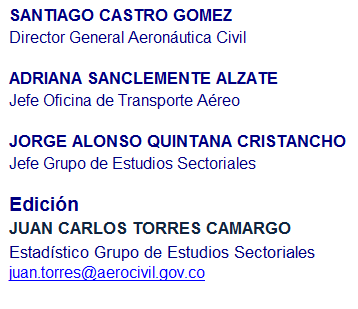 SANTIAGO CASTRO GOMEZ
Director General Aeronáutica Civil
ADRIANA SANCLEMENTE ALZATE
Jefe Oficina de Transporte Aéreo
JORGE ALONSO QUINTANA CRISTANCHO
Jefe Grupo de Estudios Sectoriales
Edición
JUAN CARLOS TORRES CAMARGO
Estadístico Grupo de Estudios Sectoriales
juan.torres@aerocivil.gov.co